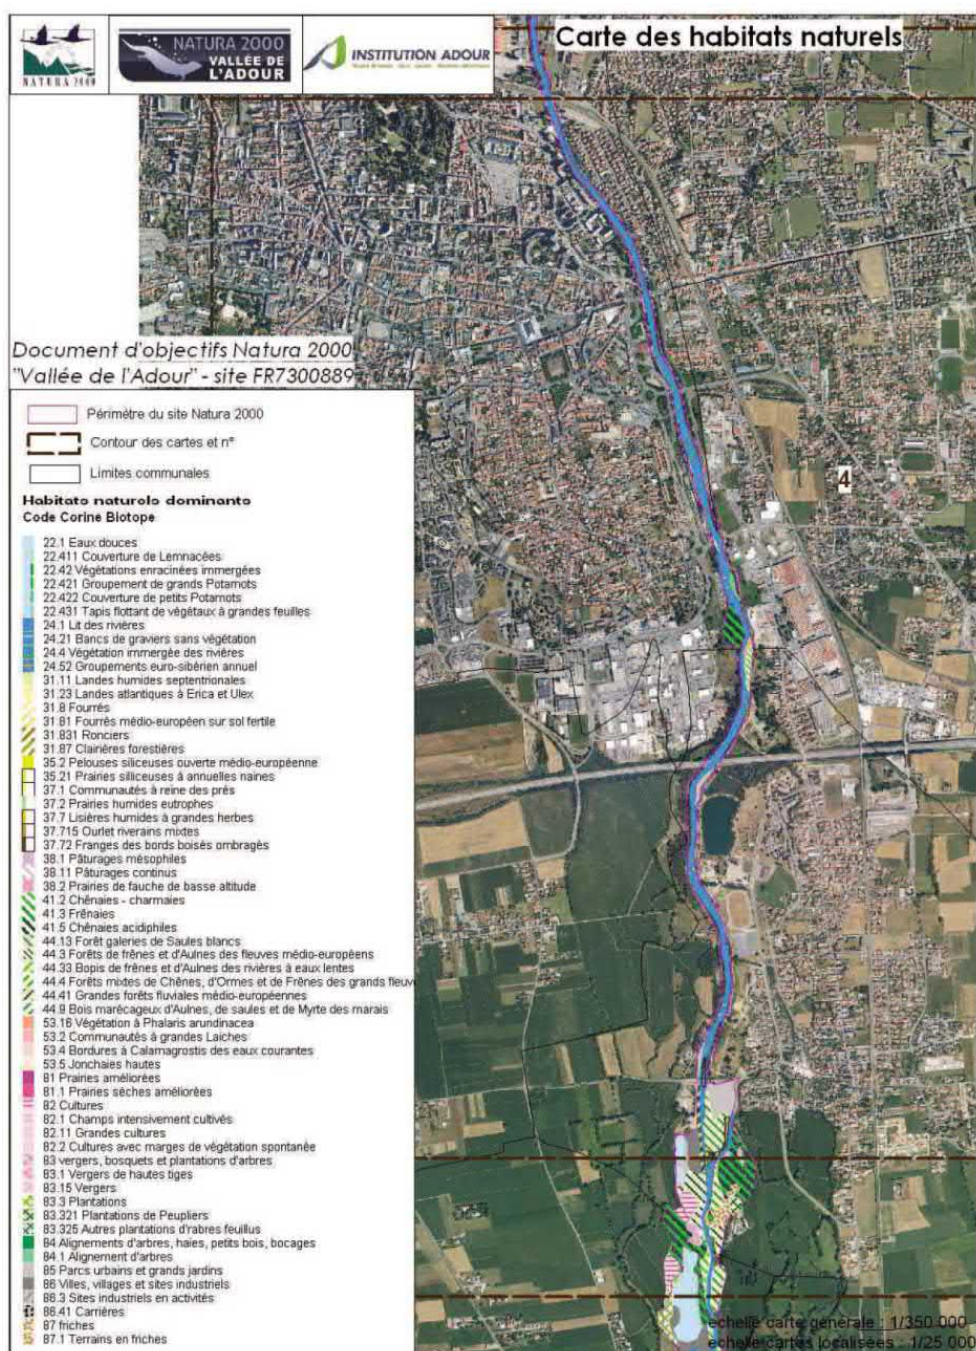 NATURA 2000
NATURA 2000
VALLÉE DE
L'ADOUR
INSTITUTION ADOUR
Carte des habitats naturels
Document d'objectifs Natura 2000
"Vallée de l'Adour" - site FR7300889
Périmètre du site Natura 2000
Contour des cartes et n°
Limites communales
Habitats naturels dominants
Code Corine Biotope
22.1 Eaux douces
22.411 Couverture de Lemnacées
22.42 Végétations enracinées immergées
22.421 Groupement de grands Potamots
22.422 Couverture de petits Potamots
22.431 Tapis flottant de végétaux à grandes feuilles
24.1 Lit des rivières
24.21 Bancs de graviers sans végétation
24.4 Végétation immergée des rivières
24.52 Groupements euro-sibérien annuel
31.11 Landes humides septentrionales
31.23 Landes atlantiques à Erica et Ulex
31.8 Fourrés
31.81 Fourrés médio-européen sur sol fertile
31.831 Ronciers
31.87 Clairières forestières
35.2 Pelouses siliceuses ouverte médio-européenne
35.21 Prairies silliceuses à annuelles naines
37.1 Communautés à reine des prés
37.2 Prairies humides eutrophes
37.7 Lisières humides à grandes herbes
37.715 Ourlet riverains mixtes
37.72 Franges des bords boisés ombragès
38.1 Pâturages mésophiles
38.11 Pâturages continus
38.2 Prairies de fauche de basse altitude
41.2 Chênaies - charmaies
41.3 Frênaies
41.5 Chênaies acidiphiles
44.13 Forêt galeries de Saules blancs
44.3 Forêts de frênes et d'Aulnes des fleuves médio-européens
44.33 Bopis de frênes et d'Aulnes des rivières à eaux lentes
44.4 Forêts mixtes de Chênes, d'Ormes et de Frênes des grands fleuv
44.41 Grandes forêts fluviales médio-européennes
44.9 Bois marécageux d'Aulnes, de saules et de Myrte des marais
53.16 Végétation à Phalaris arundinacea
53.2 Communautés à grandes Laiches
53.4 Bordures à Calamagrostis des eaux courantes
53.5 Jonchaies hautes
81 Prairies améliorées
81.1 Prairies sèches améliorées
82 Cultures
82.1 Champs intensivement cultivés
82.11 Grandes cultures
82.2 Cultures avec marges de végétation spontanée
83 vergers, bosquets et plantations d'arbres
83.1 Vergers de hautes tiges
83.15 Vergers
83.3 Plantations
83.321 Plantations de Peupliers
83.325 Autres plantations d'rabres feuillus
84 Alignements d'arbres, haies, petits bois, bocages
84.1 Alignement d'arbres
85 Parcs urbains et grands jardins
86 Villes, villages et sites industriels
86.3 Sites industriels en activités
86.41 Carrières
87 friches
87.1 Terrains en friches
4
echelle carte générale : 1/350 000
echelle cartes localisées : 1/25 000